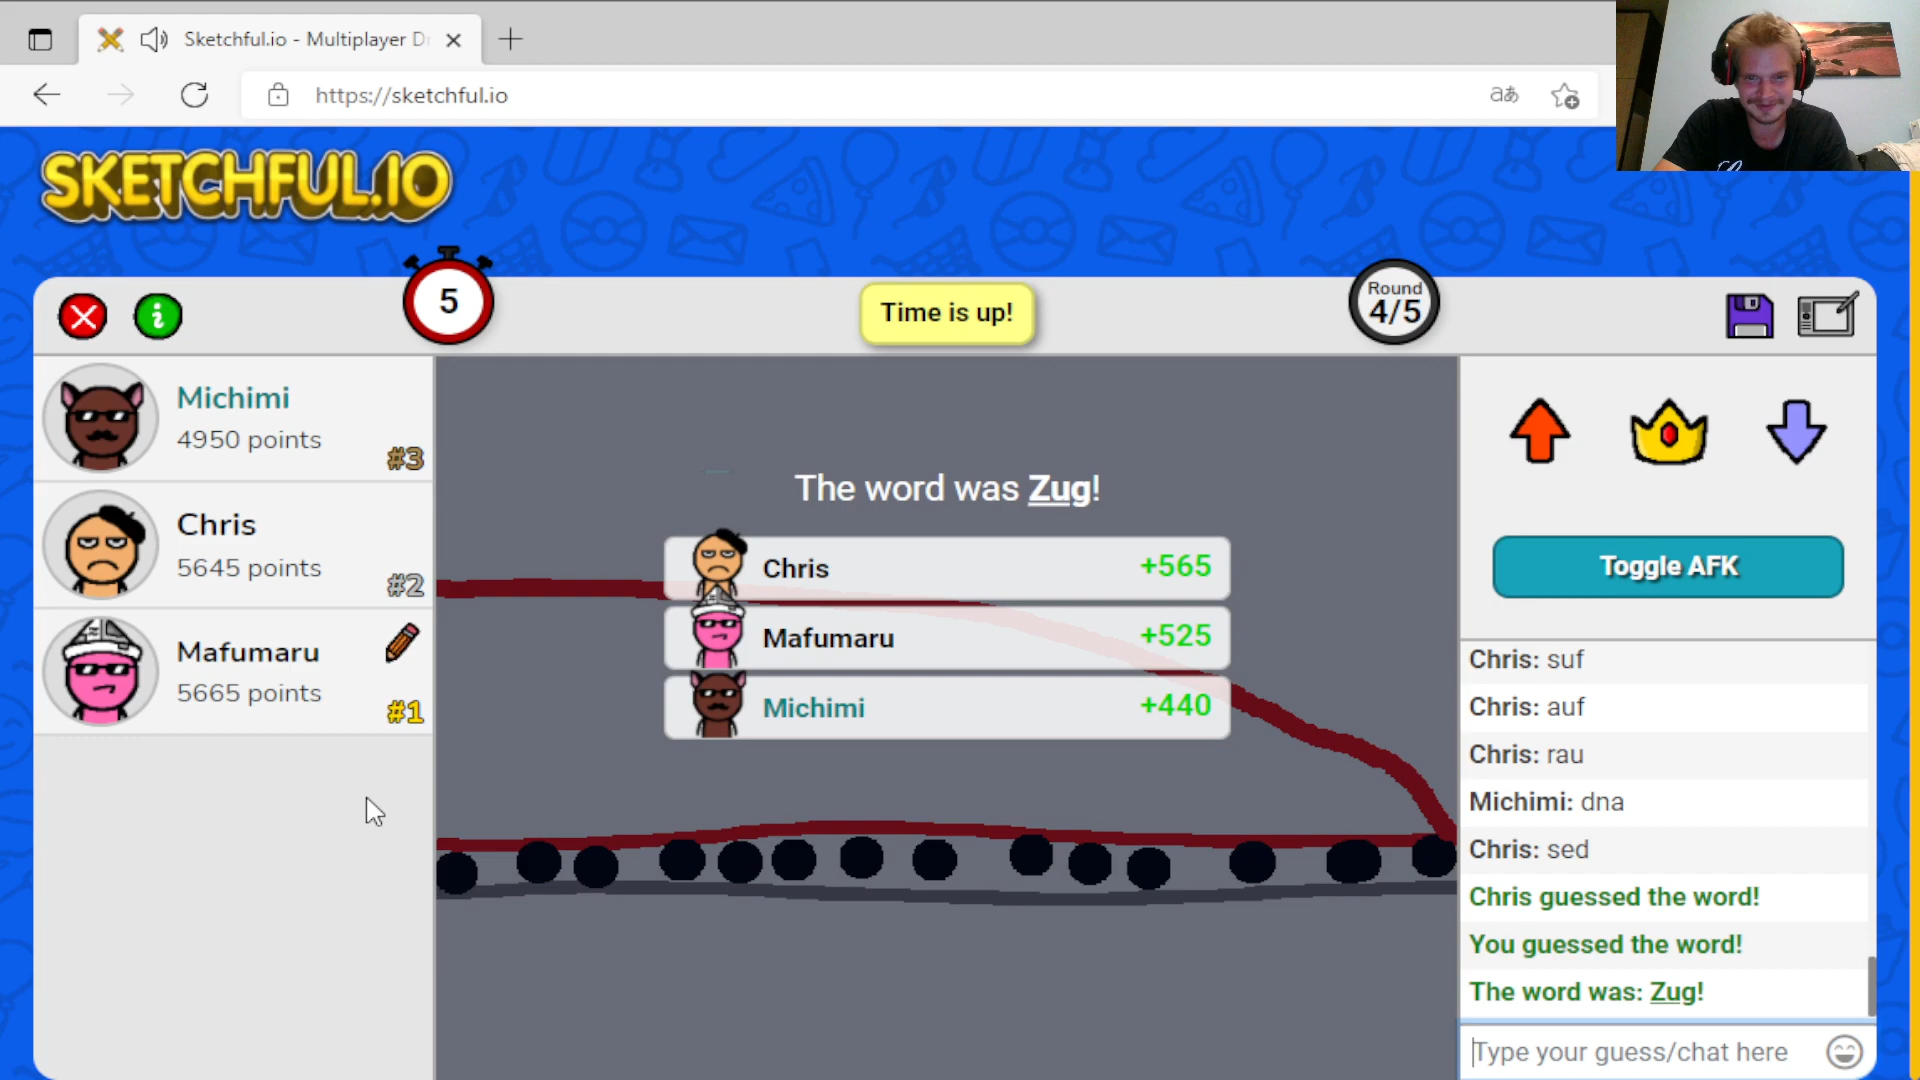 Sketchful.io - Multiplayer Dr
https://sketchful.io
aあ
SKETCHFUL.IO
5
Time is up!
Round
4/5
Michimi
4950 points
#3
Chris
5645 points
#2
Mafumaru
5665 points
#1
The word was Zug!
Chris +565
Mafumaru +525
Michimi +440
Toggle AFK
Chris: suf
Chris: auf
Chris: rau
Michimi: dna
Chris: sed
Chris guessed the word!
You guessed the word!
The word was: Zug!
Type your guess/chat here